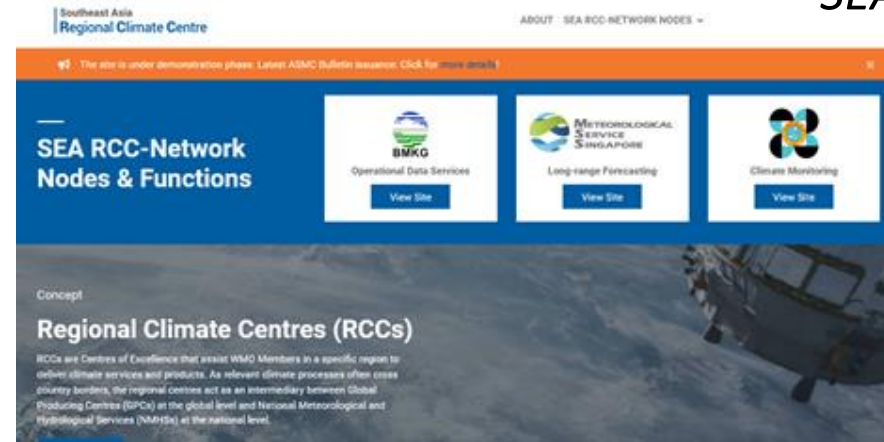 SEA
Southeast Asia
Regional Climate Centre
ABOUT SEA RCC-NETWORK NODES
The site is under demonstration phase. Latest ASMC Bulletin issuance. Click for more details!
SEA RCC-Network
Nodes & Functions
BMKG
Operational Data Services
View Site
METEOROLOGICAL
SERVICE
SINGAPORE
Long-range Forecasting
View Site
Climate Monitoring
View Site
Concept
Regional Climate Centres (RCCs)
RCCs are Centres of Excellence that assist WMO Members in a specific region to
deliver climate services and products. As relevant climate processes often cross
country borders, the regional centres act as an intermediary between Global
Producing Centres (GPCs) at the global level and National Meteorological and
Hydrological Services (NMHSs) at the national level.